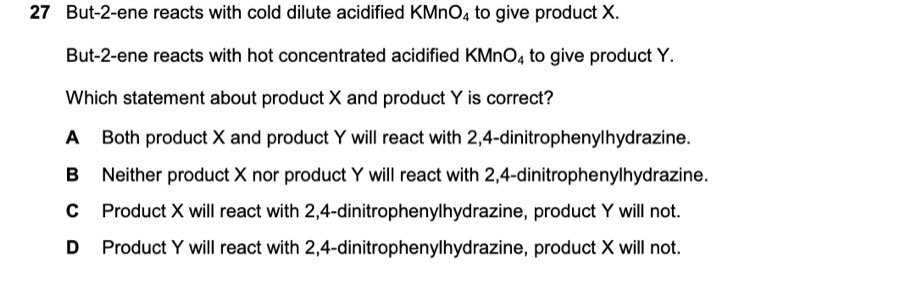 27 But-2-ene reacts with cold dilute acidified KMnO₄ to give product X.
But-2-ene reacts with hot concentrated acidified KMnO₄ to give product Y.
Which statement about product X and product Y is correct?
A Both product X and product Y will react with 2,4-dinitrophenylhydrazine.
B Neither product X nor product Y will react with 2,4-dinitrophenylhydrazine.
C Product X will react with 2,4-dinitrophenylhydrazine, product Y will not.
D Product Y will react with 2,4-dinitrophenylhydrazine, product X will not.